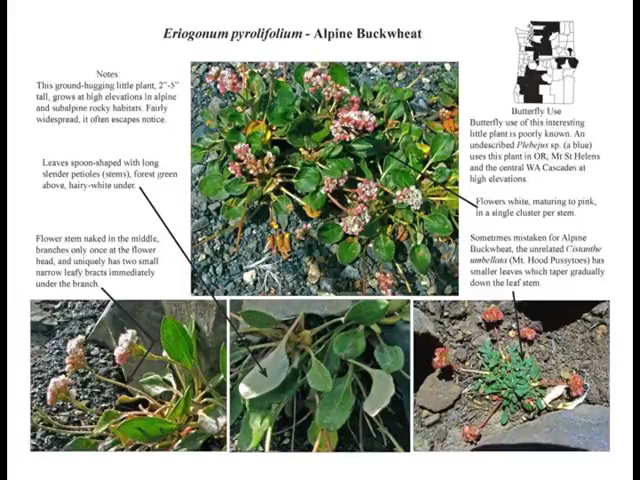 Eriogonum pyrolifolium - Alpine Buckwheat
Notes
This ground-hugging little plant, 2"-5"
tall, grows at high elevations in alpine
and subalpine rocky habitats. Fairly
widespread, it often escapes notice.
Leaves spoon-shaped with long
slender petioles (stems), forest green
above, hairy-white under.
Flower stem naked in the middle,
branches only once at the flower
head, and uniquely has two small
narrow leafy bracts immediately
under the branch.
Butterfly Use
Butterfly use of this interesting
little plant is poorly known. An
undescribed Plebejus sp. (a blue)
uses this plant in OR, Mt St Helens
and the central WA Cascades at
high elevations.
Flowers white, maturing to pink,
in a single cluster per stem.
Sometimes mistaken for Alpine
Buckwheat, the unrelated Cistanthe
umbellata (Mt. Hood Pussytoes) has
smaller leaves which taper gradually
down the leaf stem.